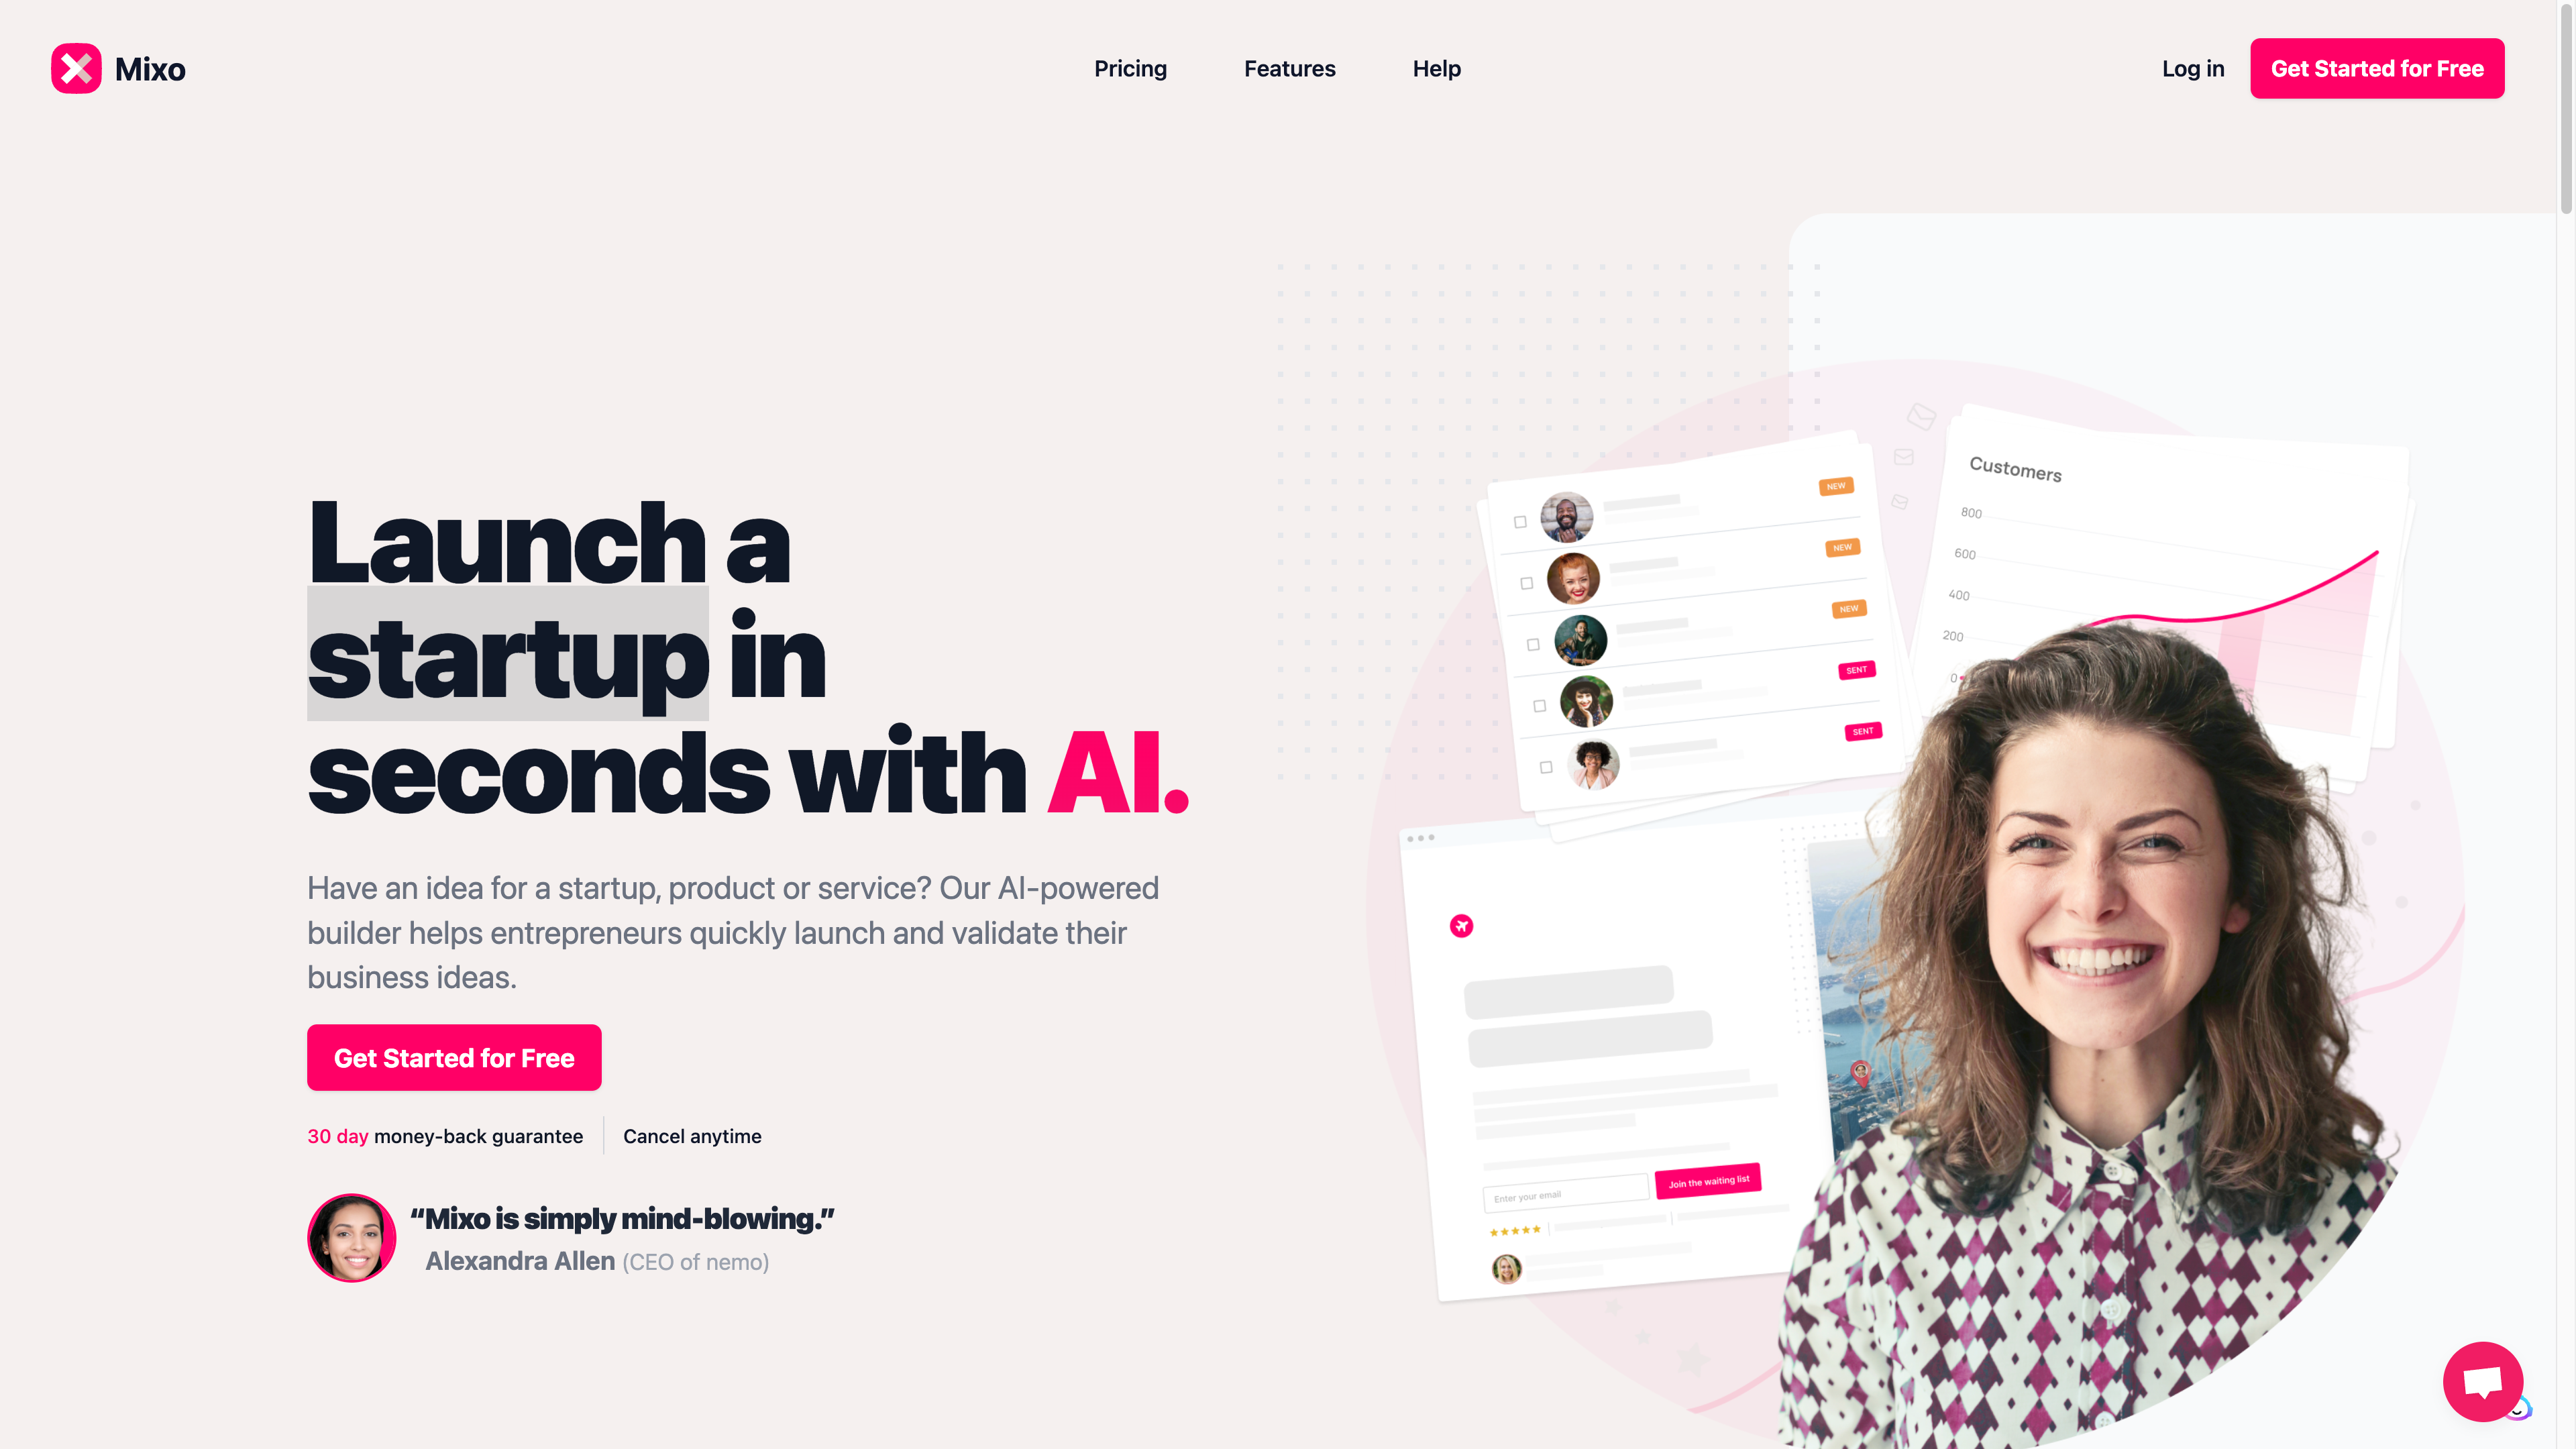 Mixo
Pricing
Features
Help
Log in
Get Started for Free
Launch a
startup in
seconds with AI.
Have an idea for a startup, product or service? Our AI-powered
builder helps entrepreneurs quickly launch and validate their
business ideas.
Get Started for Free
30 day money-back guarantee
Cancel anytime
“Mixo is simply mind-blowing.”
Alexandra Allen (CEO of nemo)
NEW
NEW
NEW
SENT
SENT
Customers
800
600
400
200
0
Enter your email
Join the waiting list